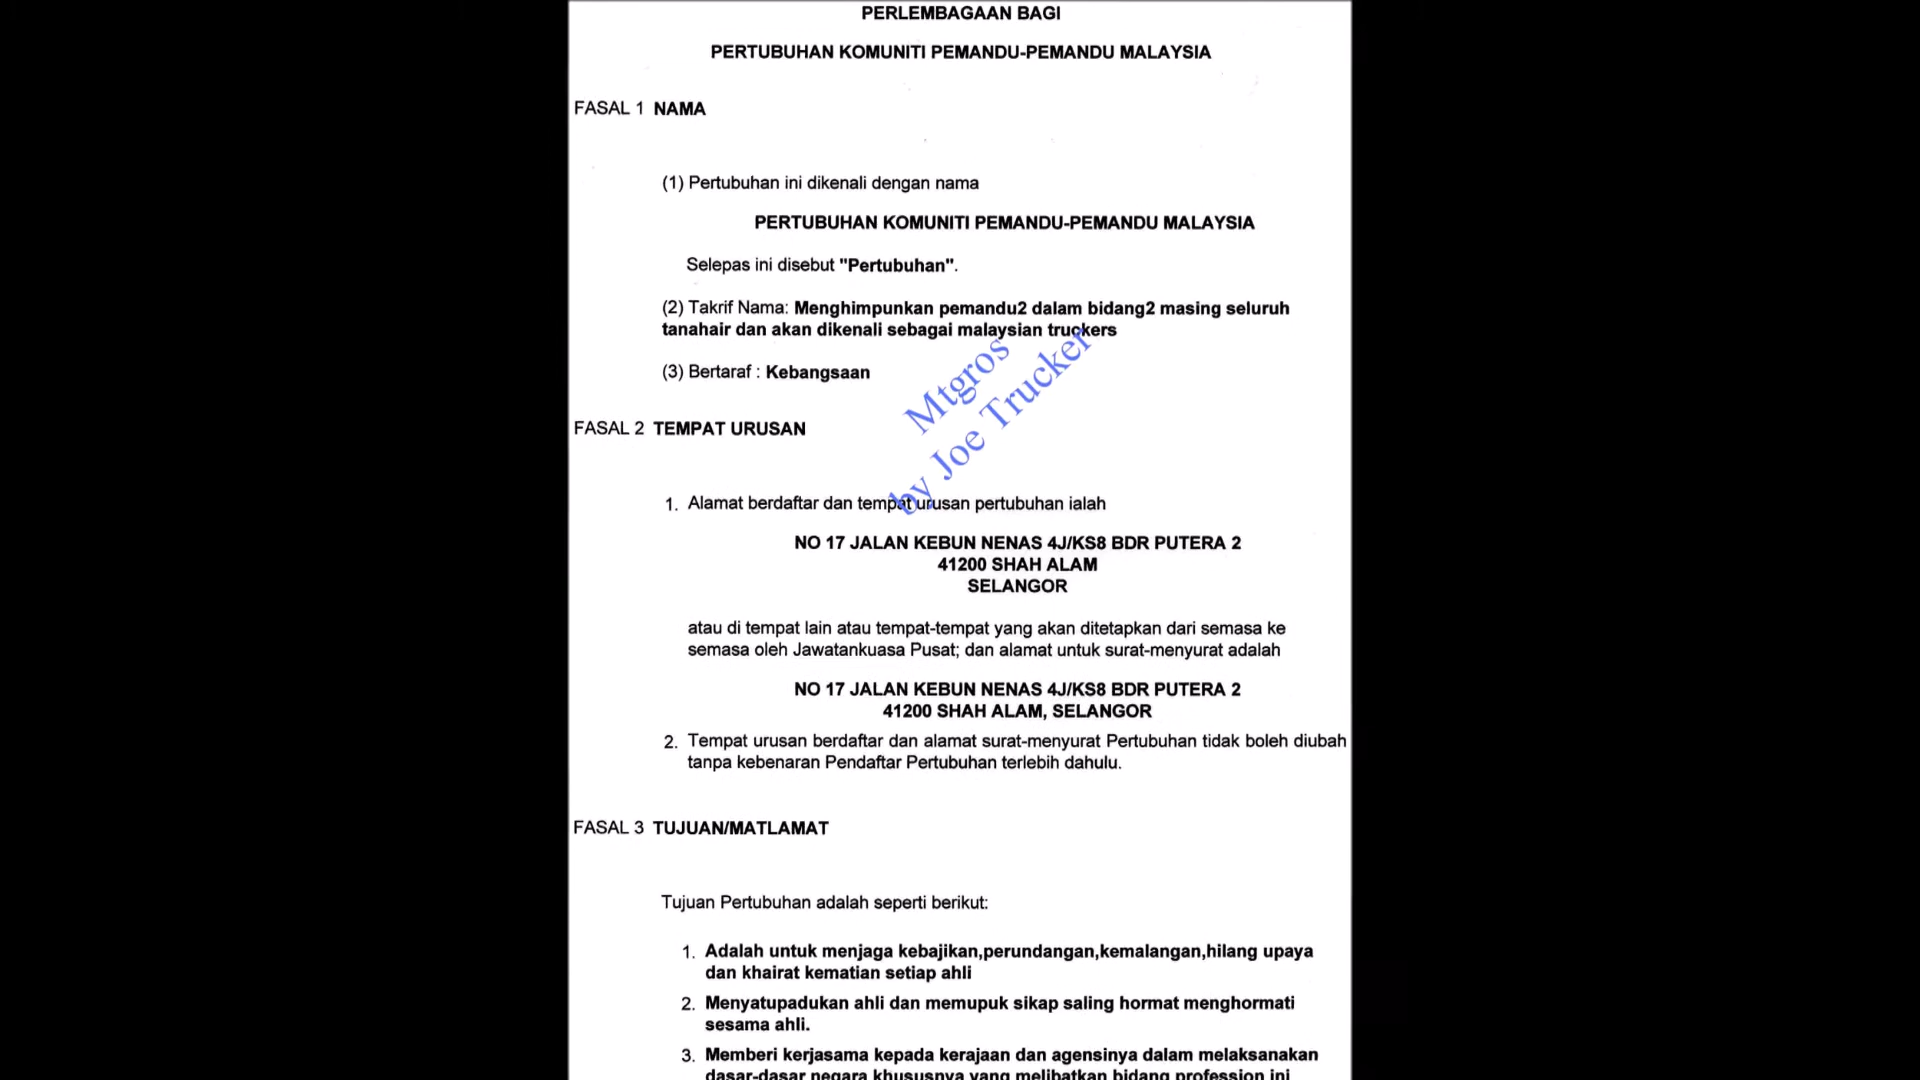 PERLEMBAGAAN BAGI
PERTUBUHAN KOMUNITI PEMANDU-PEMANDU MALAYSIA
FASAL 1 NAMA
(1) Pertubuhan ini dikenali dengan nama
PERTUBUHAN KOMUNITI PEMANDU-PEMANDU MALAYSIA
Selepas ini disebut "Pertubuhan".
(2) Takrif Nama: Menghimpunkan pemandu2 dalam bidang2 masing seluruh
tanahair dan akan dikenali sebagai malaysian truckers
(3) Bertaraf : Kebangsaan
Mtgros
by Joe Trucker
FASAL 2 TEMPAT URUSAN
1. Alamat berdaftar dan tempat urusan pertubuhan ialah
NO 17 JALAN KEBUN NENAS 4J/KS8 BDR PUTERA 2
41200 SHAH ALAM
SELANGOR
atau di tempat lain atau tempat-tempat yang akan ditetapkan dari semasa ke
semasa oleh Jawatankuasa Pusat; dan alamat untuk surat-menyurat adalah
NO 17 JALAN KEBUN NENAS 4J/KS8 BDR PUTERA 2
41200 SHAH ALAM, SELANGOR
2. Tempat urusan berdaftar dan alamat surat-menyurat Pertubuhan tidak boleh diubah
tanpa kebenaran Pendaftar Pertubuhan terlebih dahulu.
FASAL 3 TUJUAN/MATLAMAT
Tujuan Pertubuhan adalah seperti berikut:
1. Adalah untuk menjaga kebajikan,perundangan,kemalangan,hilang upaya
dan khairat kematian setiap ahli
2. Menyatupadukan ahli dan memupuk sikap saling hormat menghormati
sesama ahli.
3. Memberi kerjasama kepada kerajaan dan agensinya dalam melaksanakan
dasar-dasar negara khususnya yang melibatkan bidang profession ini